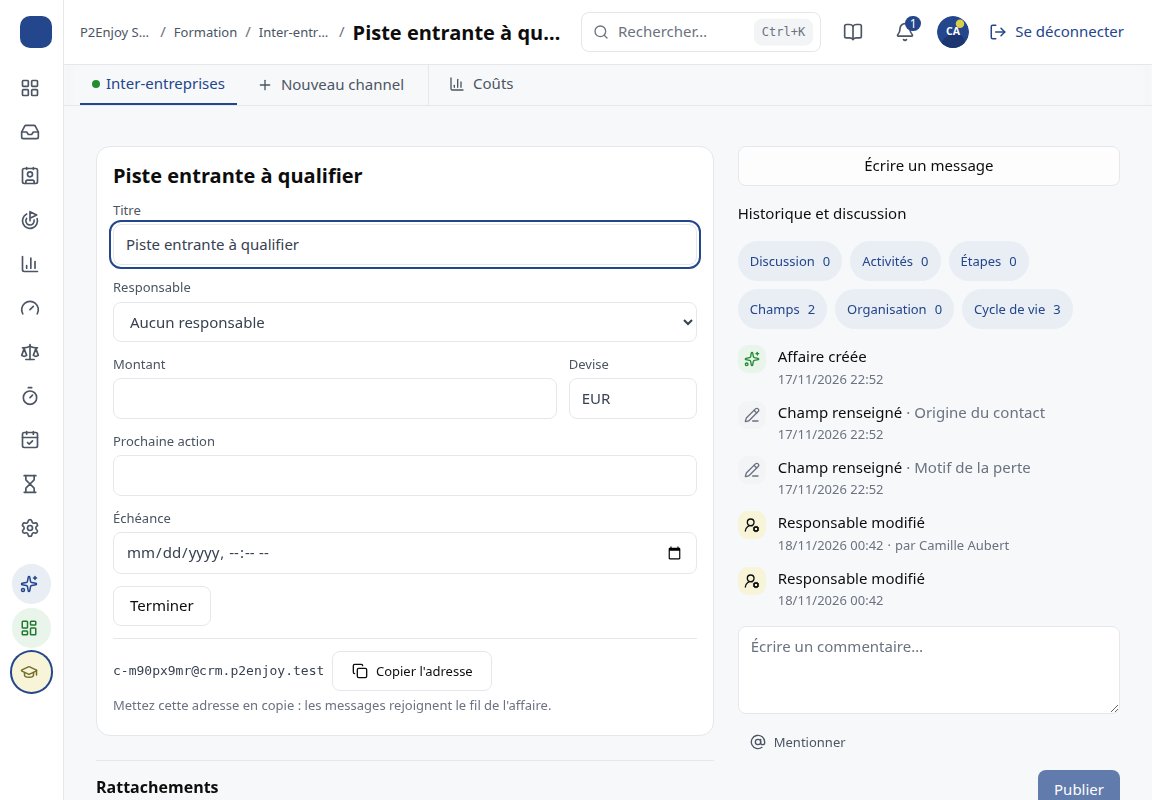 P2Enjoy S... / Formation / Inter-entr... / Piste entrante à qu...
Rechercher... Ctrl+K
1
CA
Se déconnecter
Inter-entreprises
Nouveau channel
Coûts
Piste entrante à qualifier
Titre
Piste entrante à qualifier
Responsable
Aucun responsable
Montant
Devise
EUR
Prochaine action
Échéance
mm/dd/yyyy, --:-- --
Terminer
c-m90px9mr@crm.p2enjoy.test
Copier l'adresse
Mettez cette adresse en copie : les messages rejoignent le fil de l'affaire.
Rattachements
Écrire un message
Historique et discussion
Discussion 0
Activités 0
Étapes 0
Champs 2
Organisation 0
Cycle de vie 3
Affaire créée
17/11/2026 22:52
Champ renseigné · Origine du contact
17/11/2026 22:52
Champ renseigné · Motif de la perte
17/11/2026 22:52
Responsable modifié
18/11/2026 00:42 · par Camille Aubert
Responsable modifié
18/11/2026 00:42
Écrire un commentaire...
Mentionner
Publier